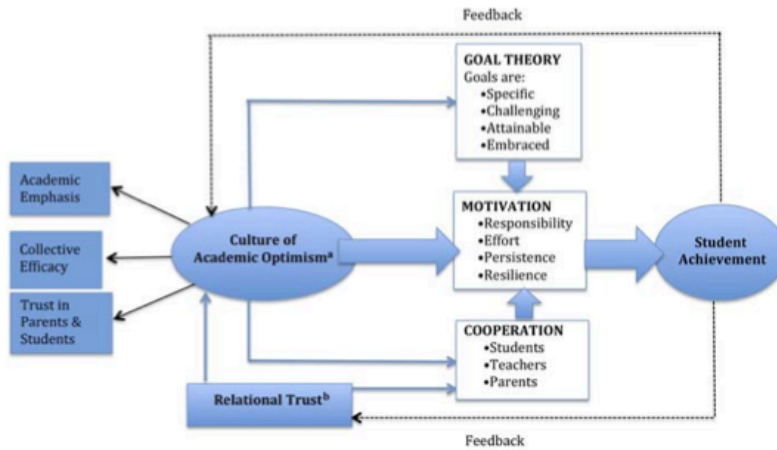 Feedback
GOAL THEORY
Goals are:
•Specific
•Challenging
•Attainable
•Embraced
Academic
Emphasis
Collective
Efficacy
Trust in
Parents &
Students
Culture of
Academic Optimismᵃ
MOTIVATION
•Responsibility
•Effort
•Persistence
•Resilience
Student
Achievement
COOPERATION
•Students
•Teachers
•Parents
Relational Trustᵇ
Feedback